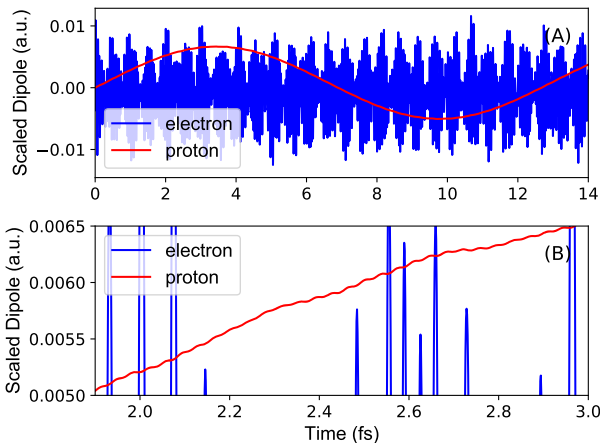 Scaled Dipole (a.u.)
0.01
0.00
−0.01
(A)
electron
proton
0 2 4 6 8 10 12 14
Scaled Dipole (a.u.)
0.0065
0.0060
0.0055
0.0050
(B)
electron
proton
2.0 2.2 2.4 2.6 2.8 3.0
Time (fs)